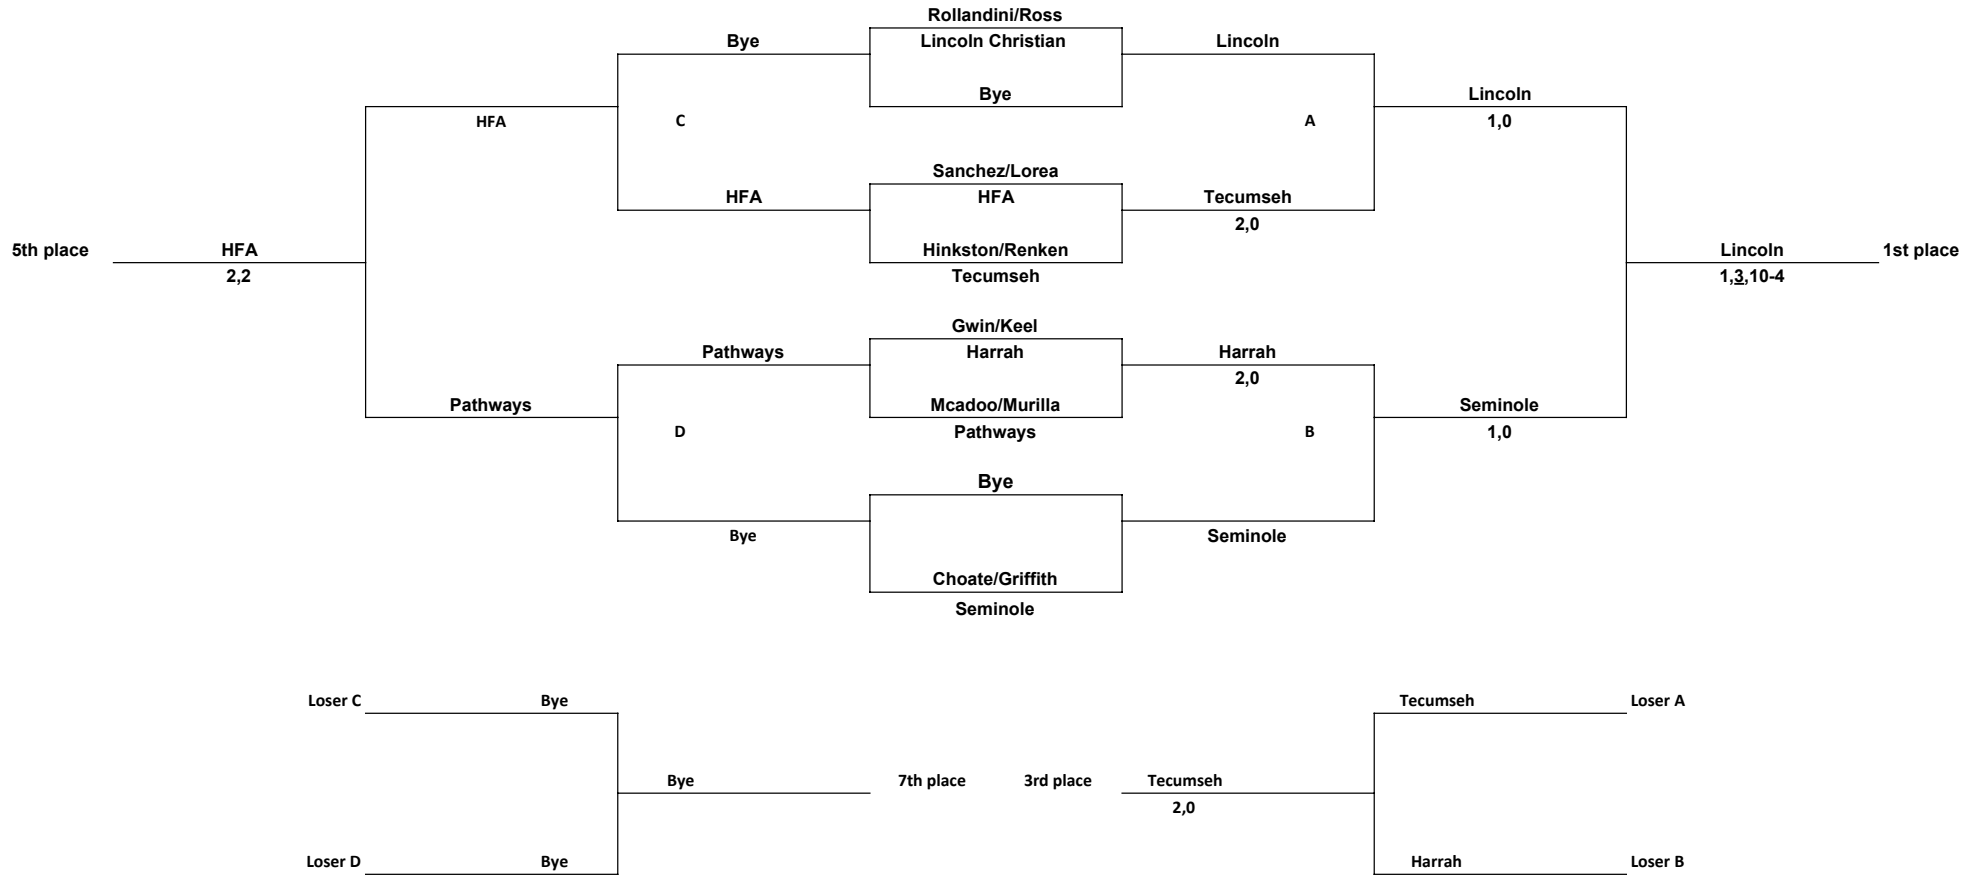 Rollandini/Ross
Bye Lincoln Christian Lincoln
Bye Lincoln
HFA C A 1,0
Sanchez/Lorea
HFA HFA Tecumseh
2,0
5th place HFA Hinkston/Renken Lincoln 1st place
2,2 Tecumseh 1,3,10-4
Gwin/Keel
Pathways Harrah Harrah
2,0
Pathways Mcadoo/Murilla Seminole
D Pathways B 1,0
Bye
Bye Seminole
Choate/Griffith
Seminole
Loser C Bye Tecumseh Loser A
Bye 7th place 3rd place Tecumseh
2,0
Loser D Bye Harrah Loser B